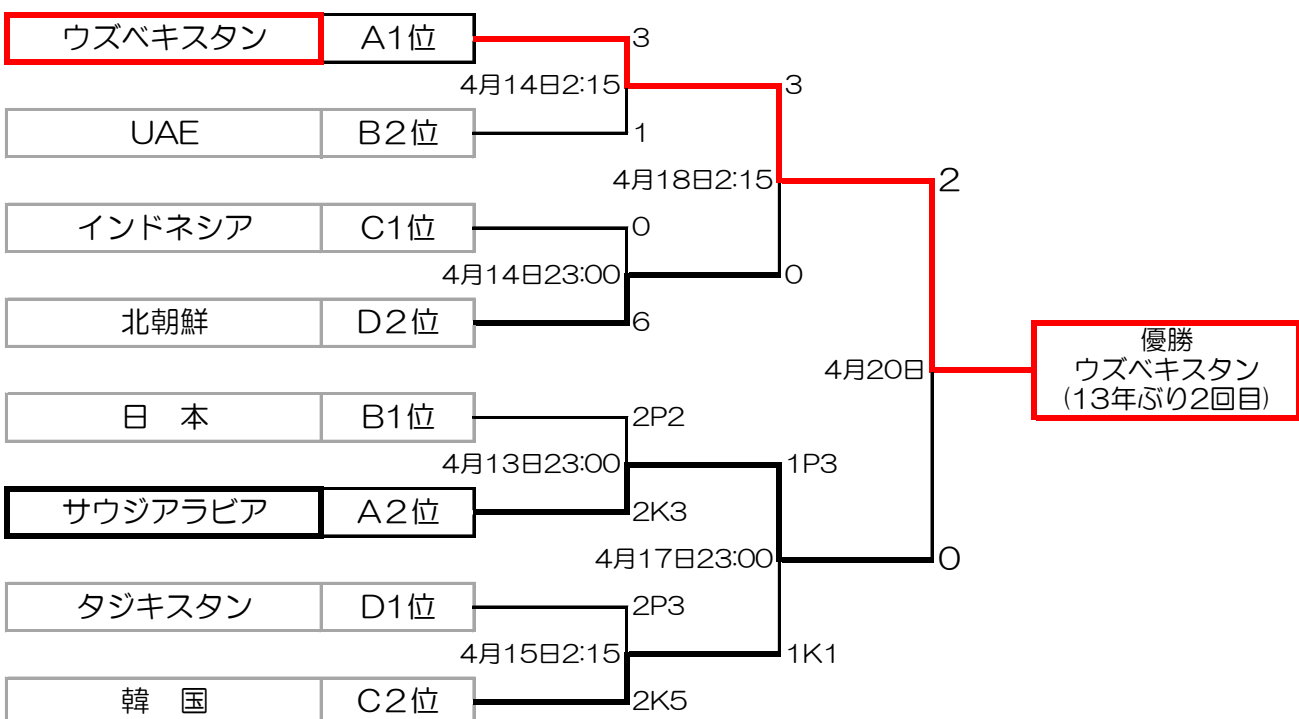 ウズベキスタン A1位 3
4月14日2:15 3
UAE B2位 1
4月18日2:15 2
インドネシア C1位 0
4月14日23:00 0
北朝鮮 D2位 6
優勝
4月20日 ウズベキスタン
(13年ぶり2回目)
日 本 B1位 2P2
4月13日23:00 1P3
サウジアラビア A2位 2K3
4月17日23:00 0
タジキスタン D1位 2P3
4月15日2:15 1K1
韓 国 C2位 2K5